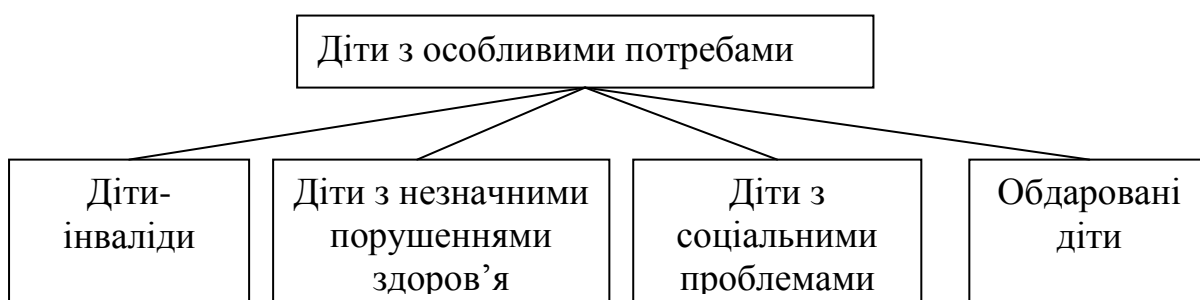 Діти з особливими потребами
Діти-
інваліди
Діти з незначними
порушеннями
здоров’я
Діти з
соціальними
проблемами
Обдаровані
діти